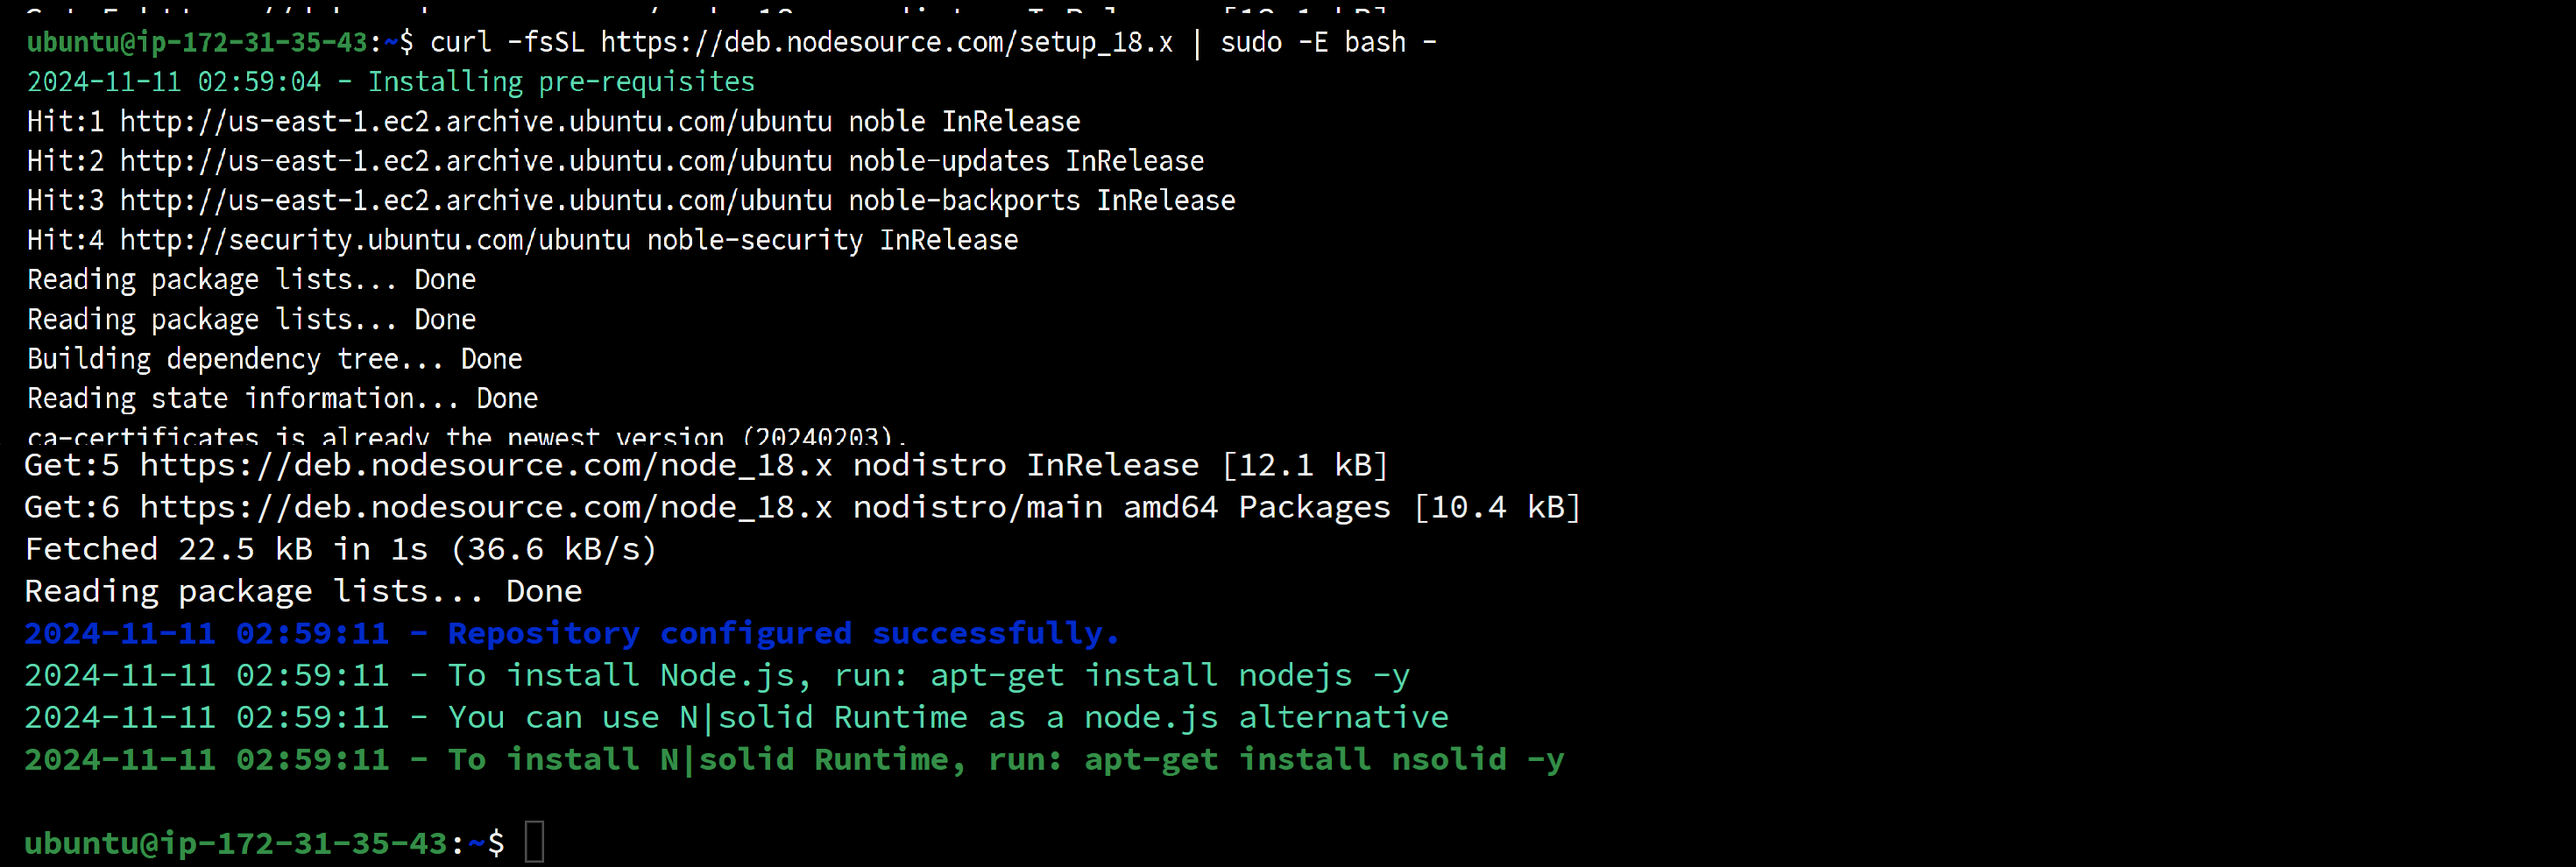 ubuntu@ip-172-31-35-43:~$ curl -fsSL https://deb.nodesource.com/setup_18.x | sudo -E bash -
2024-11-11 02:59:04 - Installing pre-requisites
Hit:1 http://us-east-1.ec2.archive.ubuntu.com/ubuntu noble InRelease
Hit:2 http://us-east-1.ec2.archive.ubuntu.com/ubuntu noble-updates InRelease
Hit:3 http://us-east-1.ec2.archive.ubuntu.com/ubuntu noble-backports InRelease
Hit:4 http://security.ubuntu.com/ubuntu noble-security InRelease
Reading package lists... Done
Reading package lists... Done
Building dependency tree... Done
Reading state information... Done
ca-certificates is already the newest version (20240203).
Get:5 https://deb.nodesource.com/node_18.x nodistro InRelease [12.1 kB]
Get:6 https://deb.nodesource.com/node_18.x nodistro/main amd64 Packages [10.4 kB]
Fetched 22.5 kB in 1s (36.6 kB/s)
Reading package lists... Done
2024-11-11 02:59:11 - Repository configured successfully.
2024-11-11 02:59:11 - To install Node.js, run: apt-get install nodejs -y
2024-11-11 02:59:11 - You can use N|solid Runtime as a node.js alternative
2024-11-11 02:59:11 - To install N|solid Runtime, run: apt-get install nsolid -y
ubuntu@ip-172-31-35-43:~$